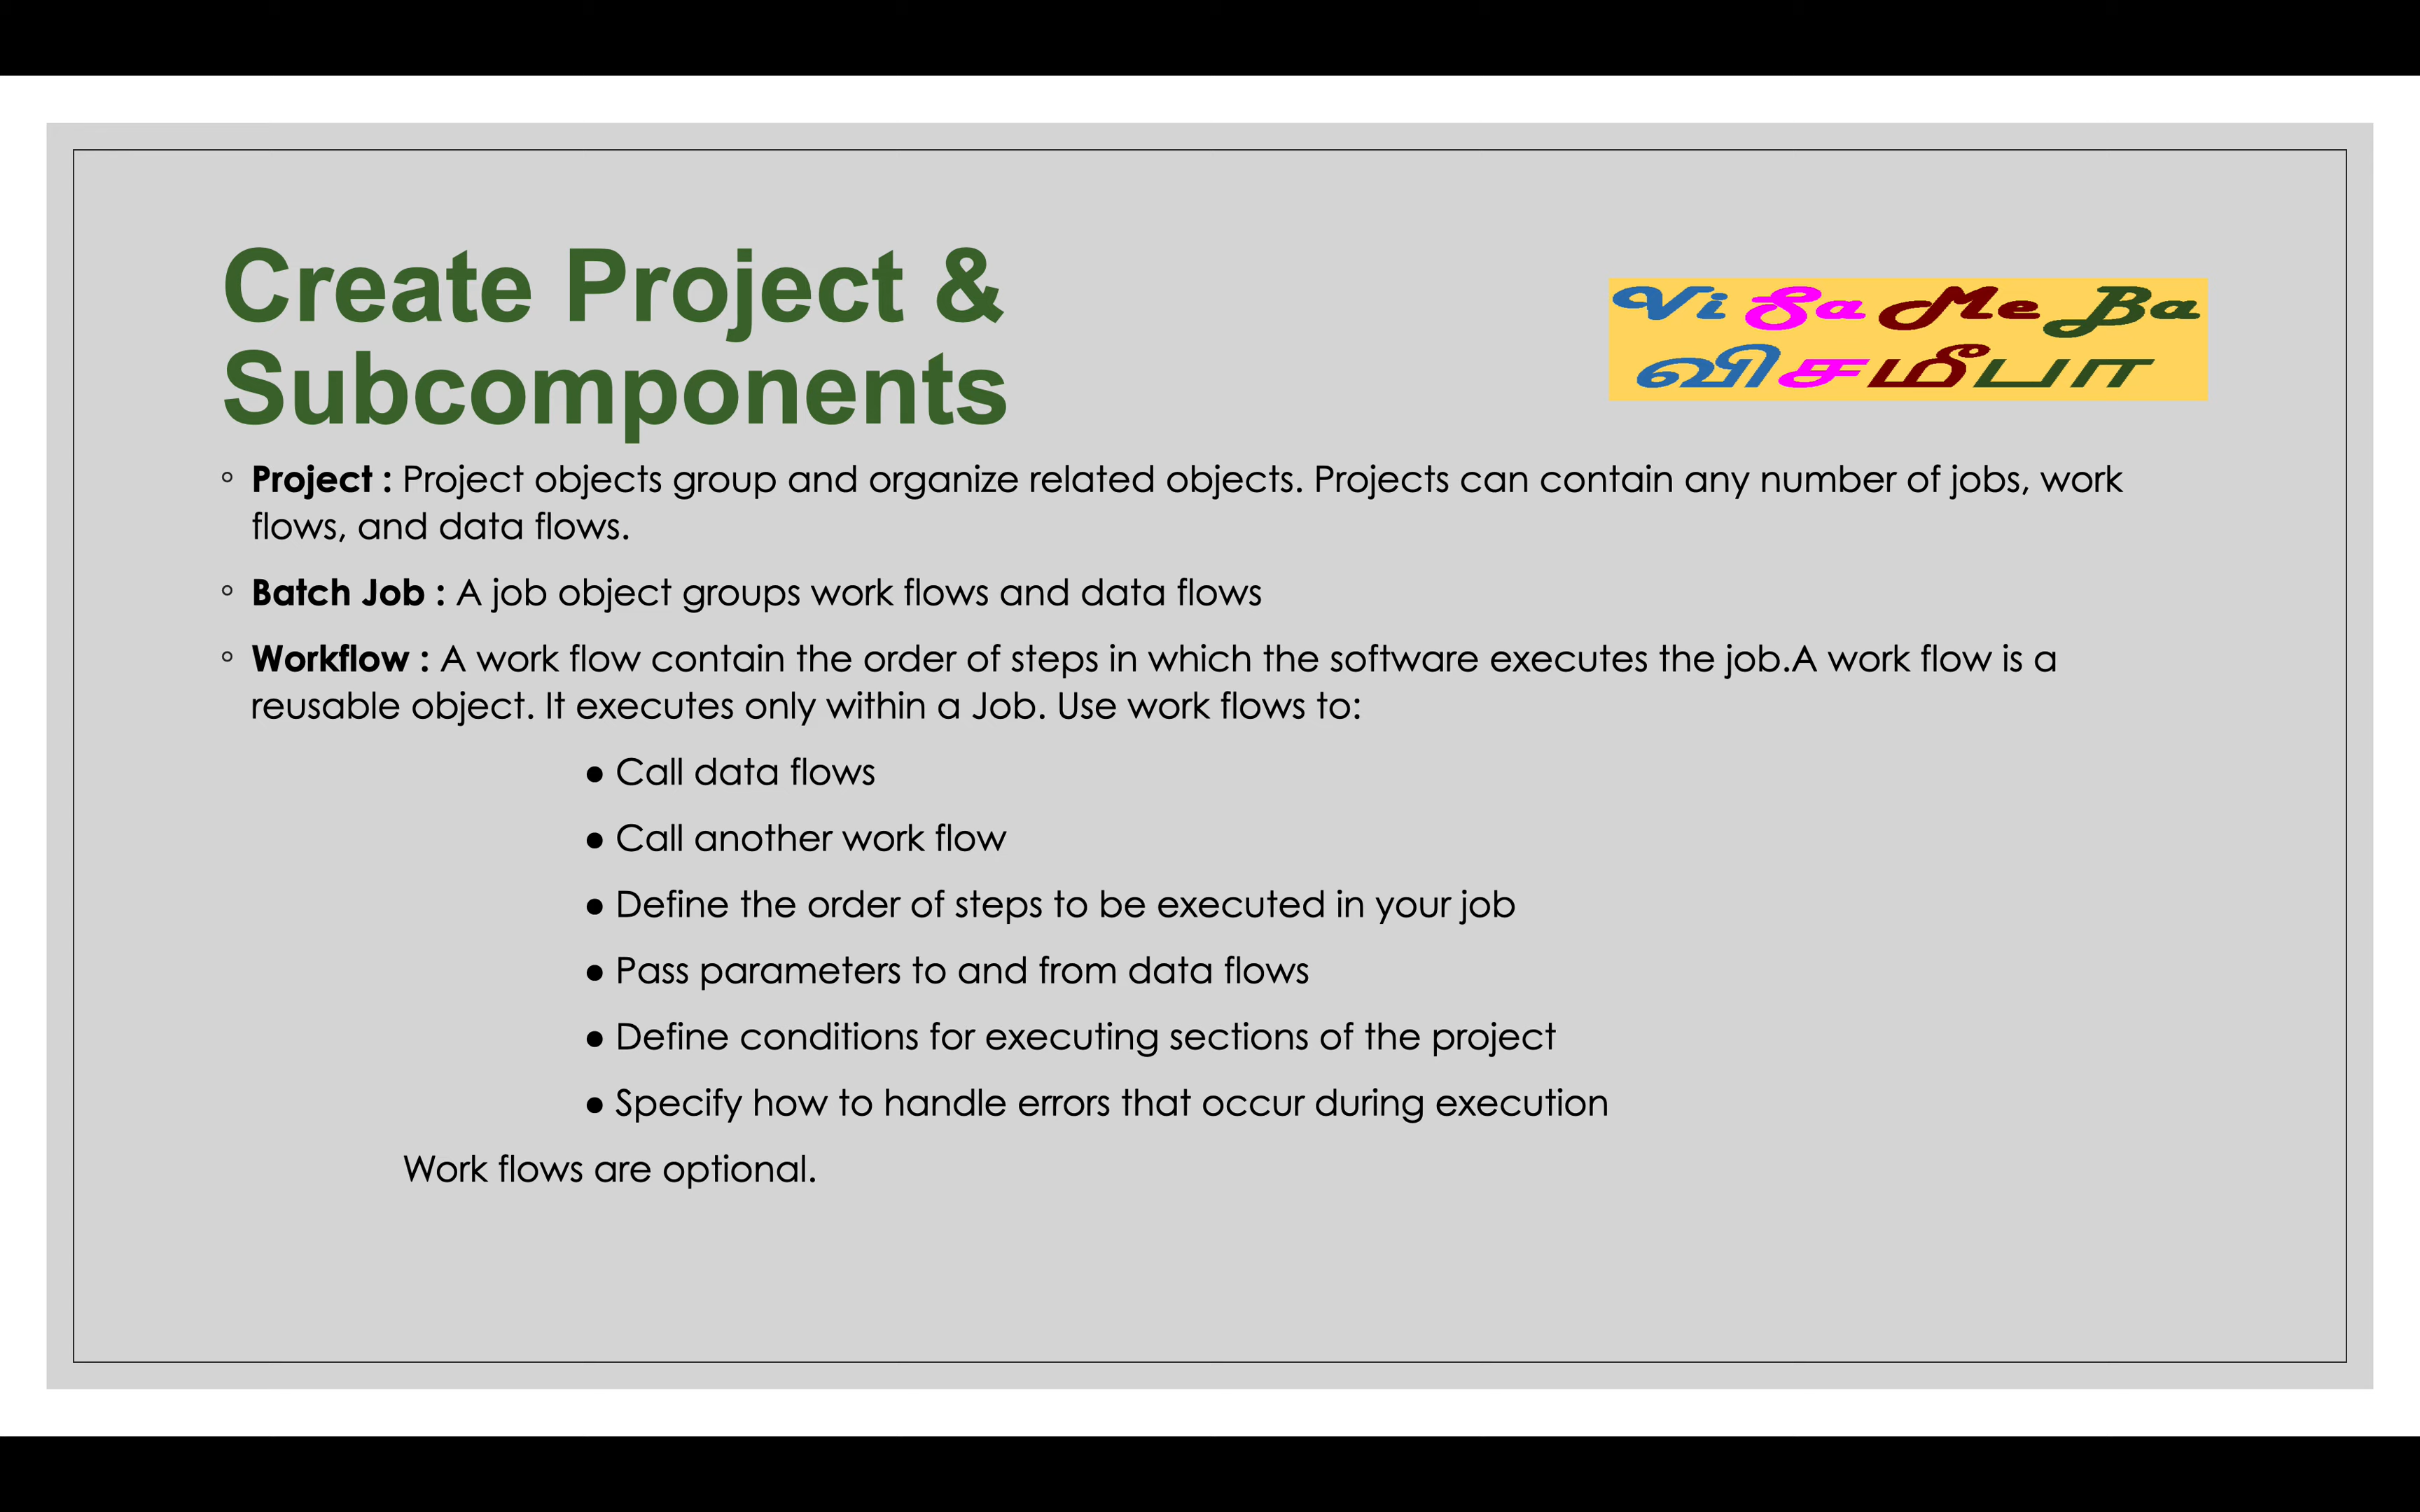 Create Project &
Subcomponents
Vi Sa Me Ba
விசமீபா
◦ Project : Project objects group and organize related objects. Projects can contain any number of jobs, work
flows, and data flows.
◦ Batch Job : A job object groups work flows and data flows
◦ Workflow : A work flow contain the order of steps in which the software executes the job.A work flow is a
reusable object. It executes only within a Job. Use work flows to:
● Call data flows
● Call another work flow
● Define the order of steps to be executed in your job
● Pass parameters to and from data flows
● Define conditions for executing sections of the project
● Specify how to handle errors that occur during execution
Work flows are optional.